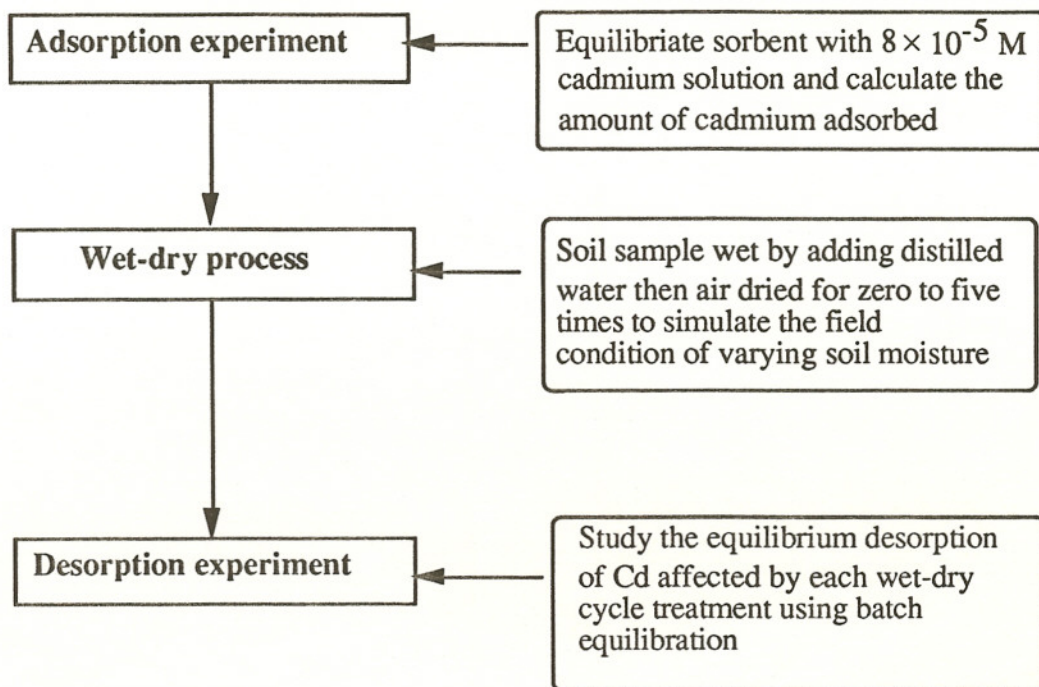 Adsorption experiment
Equilibriate sorbent with 8 × 10⁻⁵ M
cadmium solution and calculate the
amount of cadmium adsorbed
Wet-dry process
Soil sample wet by adding distilled
water then air dried for zero to five
times to simulate the field
condition of varying soil moisture
Desorption experiment
Study the equilibrium desorption
of Cd affected by each wet-dry
cycle treatment using batch
equilibration